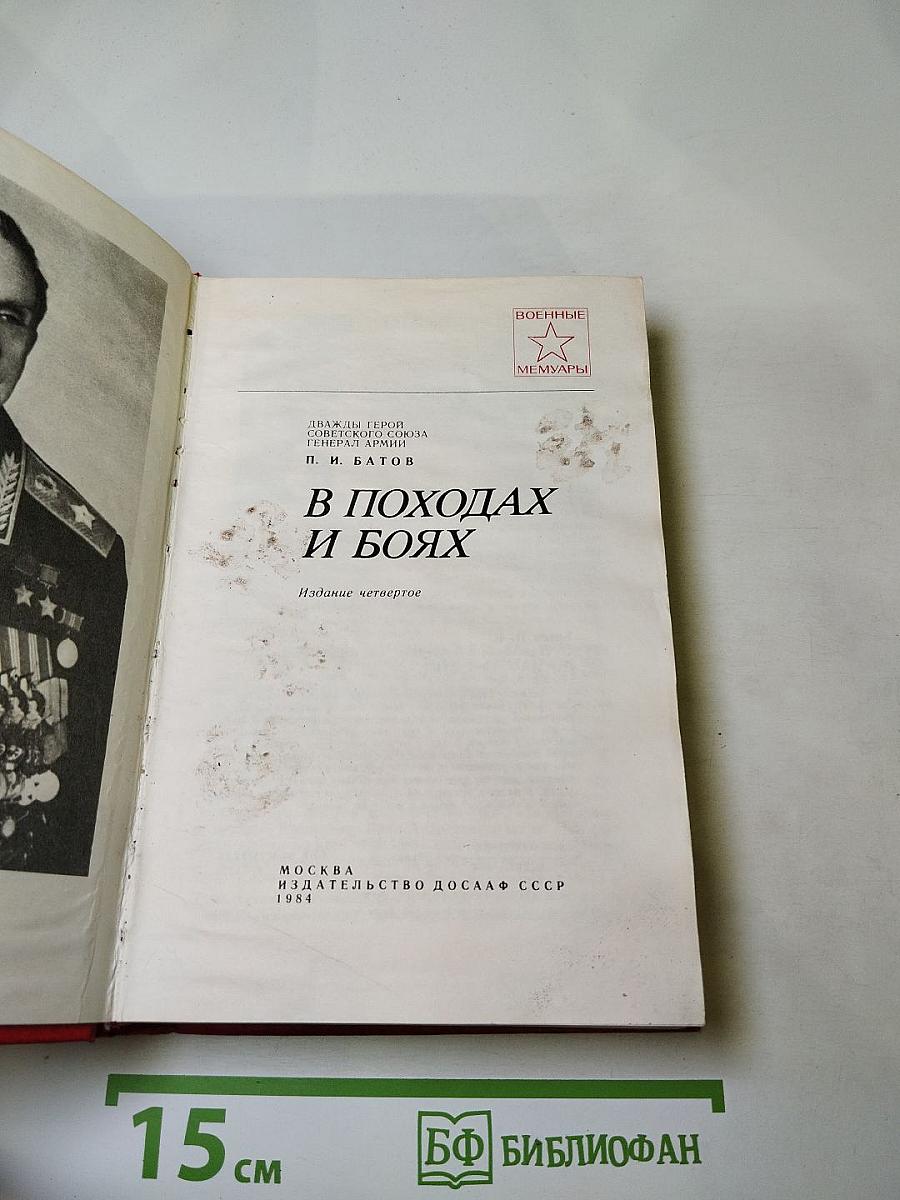 ВОЕННЫЕ
МЕМУАРЫ
ДВАЖДЫ ГЕРОЙ
СОВЕТСКОГО СОЮЗА
ГЕНЕРАЛ АРМИИ
П. И. БАТОВ
В ПОХОДАХ
И БОЯХ
Издание четвертое
МОСКВА
ИЗДАТЕЛЬСТВО ДОСААФ СССР
1984
15 см
БФ БИБЛИОФАН